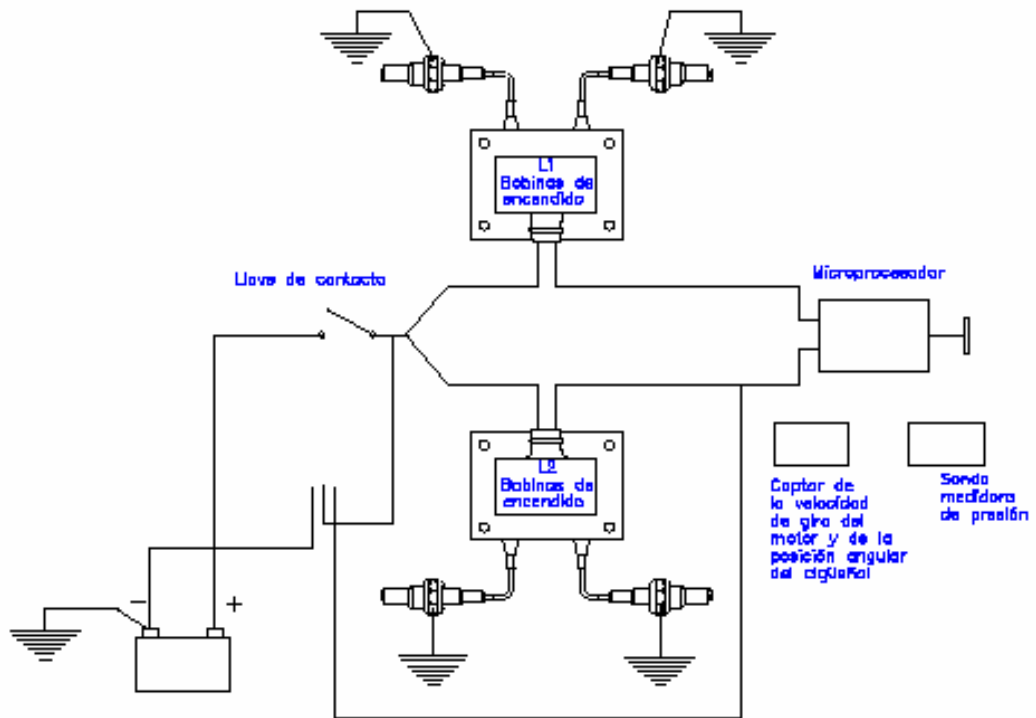 L1
Bobinas de
encendido
Llave de contacto
Microprocesador
L2
Bobinas de
encendido
Captor de
la velocidad
de giro del
motor y de la
posición angular
del cigüeñal
Sonda
medidora
de presión
- +